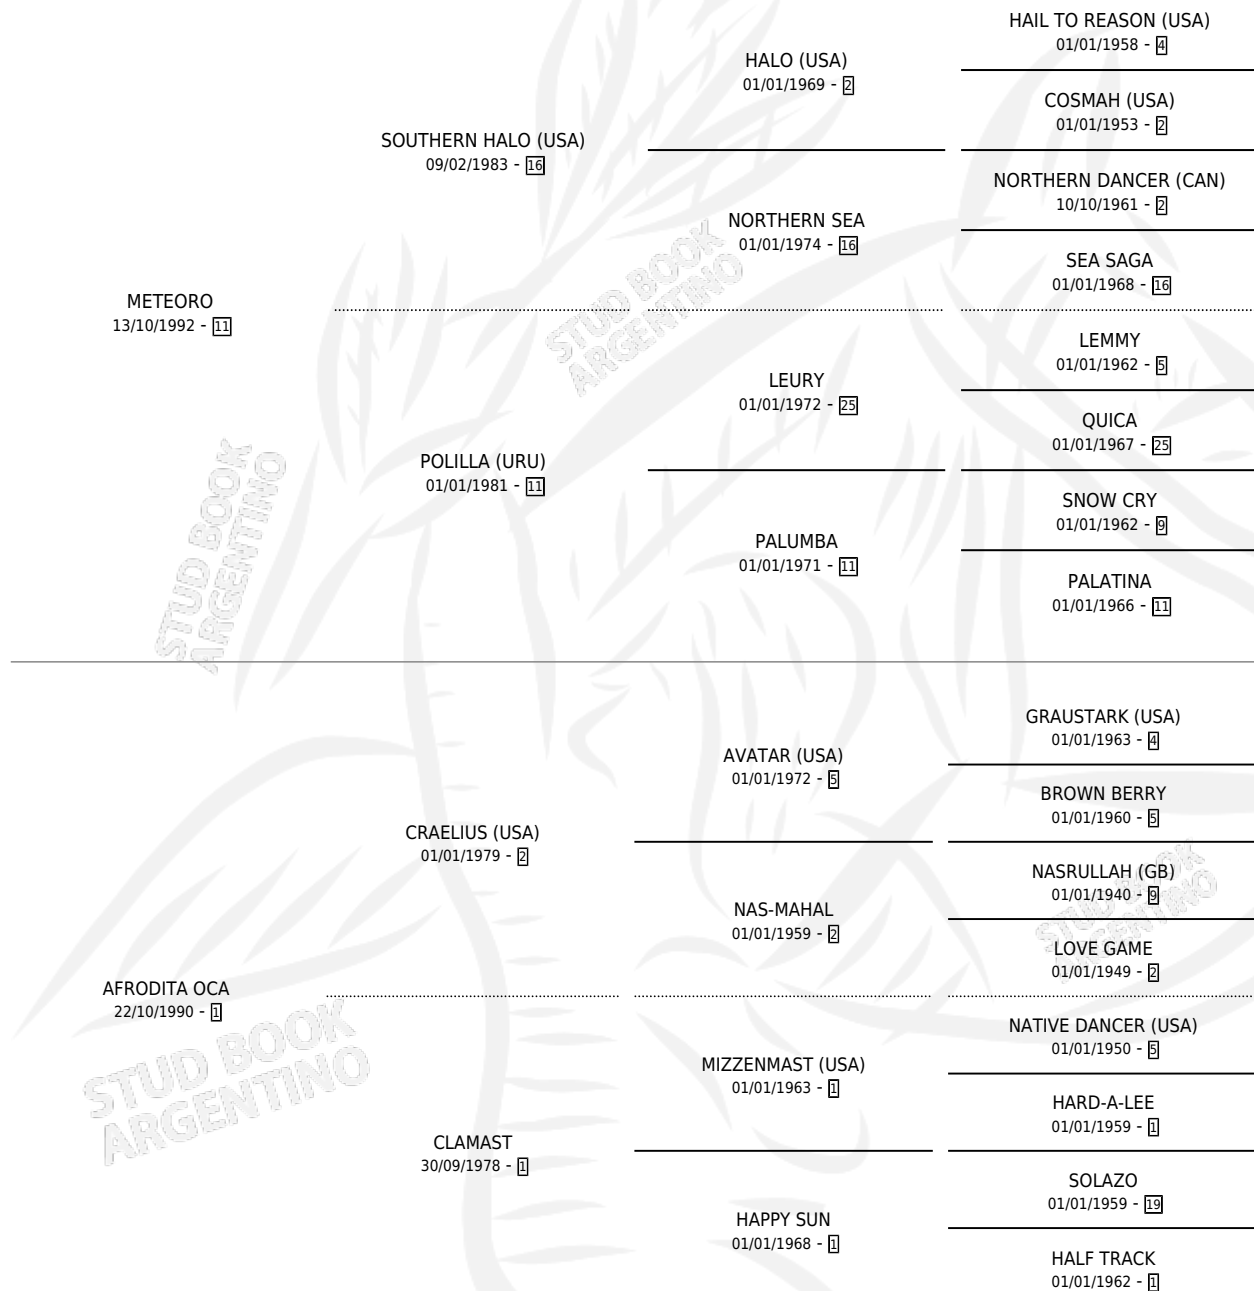 HAIL TO REASON (USA)
01/01/1958 - 4
HALO (USA)
01/01/1969 - 2
COSMAH (USA)
01/01/1953 - 2
SOUTHERN HALO (USA)
09/02/1983 - 16
NORTHERN DANCER (CAN)
10/10/1961 - 2
NORTHERN SEA
01/01/1974 - 16
SEA SAGA
01/01/1968 - 16
METEORO
13/10/1992 - 11
LEMMY
01/01/1962 - 5
LEURY
01/01/1972 - 25
QUICA
01/01/1967 - 25
POLILLA (URU)
01/01/1981 - 11
SNOW CRY
01/01/1962 - 9
PALUMBA
01/01/1971 - 11
PALATINA
01/01/1966 - 11
GRAUSTARK (USA)
01/01/1963 - 4
AVATAR (USA)
01/01/1972 - 5
BROWN BERRY
01/01/1960 - 5
CRAELIUS (USA)
01/01/1979 - 2
NASRULLAH (GB)
01/01/1940 - 9
NAS-MAHAL
01/01/1959 - 2
LOVE GAME
01/01/1949 - 2
AFRODITA OCA
22/10/1990 - 1
NATIVE DANCER (USA)
01/01/1950 - 5
MIZZENMAST (USA)
01/01/1963 - 1
HARD-A-LEE
01/01/1959 - 1
CLAMAST
30/09/1978 - 1
SOLAZO
01/01/1959 - 19
HAPPY SUN
01/01/1968 - 1
HALF TRACK
01/01/1962 - 1
STUD BOOK
ARGENTINO
STUD BOOK
ARGENTINO
STUD BOOK
ARGENTINO
STUD BOOK
ARGENTINO